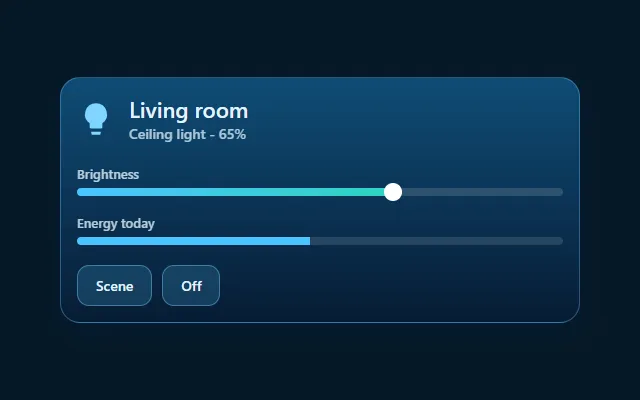 Living room
Ceiling light - 65%
Brightness
Energy today
Scene
Off